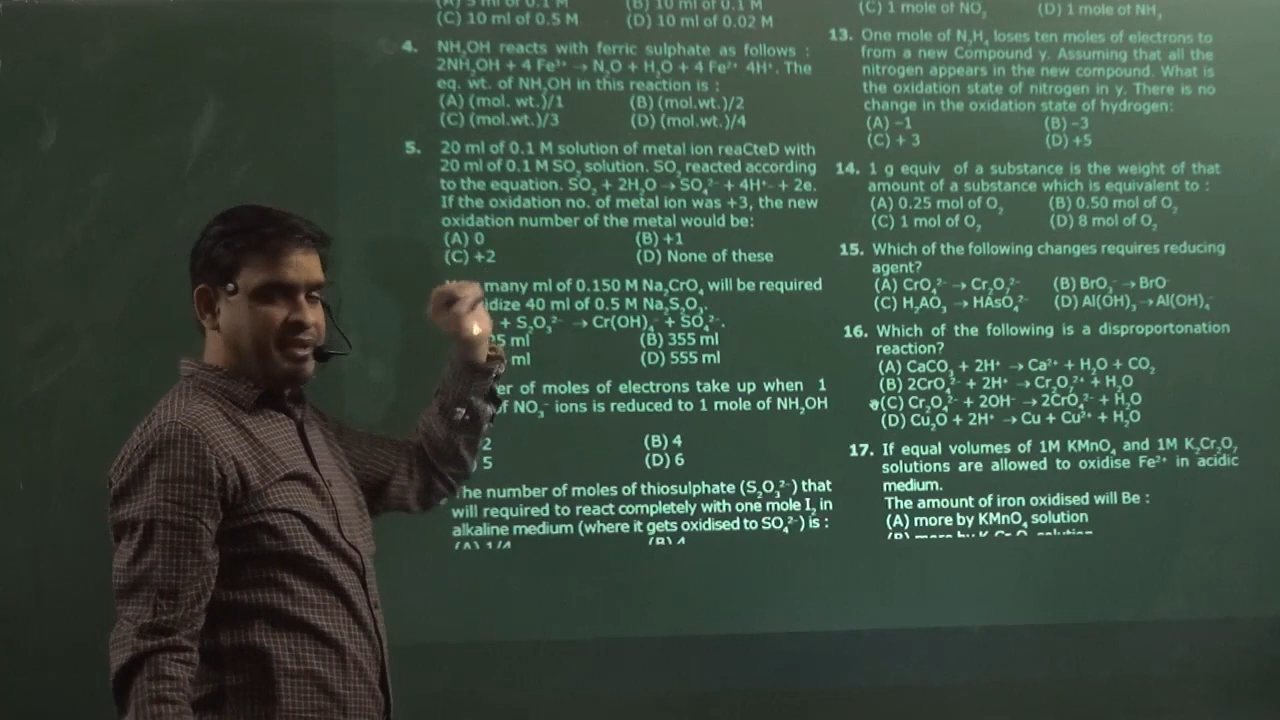 (C) 10 ml of 0.5 M (D) 10 ml of 0.02 M
4. NH₂OH reacts with ferric sulphate as follows :
2NH₂OH + 4 Fe³⁺ → N₂O + H₂O + 4 Fe²⁺ 4H⁺. The
eq. wt. of NH₂OH in this reaction is :
(A) (mol. wt.)/1 (B) (mol.wt.)/2
(C) (mol.wt.)/3 (D) (mol.wt.)/4
5. 20 ml of 0.1 M solution of metal ion reaCteD with
20 ml of 0.1 M SO₂ solution. SO₂ reacted according
to the equation. SO₂ + 2H₂O → SO₄²⁻ + 4H⁺ + 2e.
If the oxidation no. of metal ion was +3, the new
oxidation number of the metal would be:
(A) 0 (B) +1
(C) +2 (D) None of these
many ml of 0.150 M Na₂CrO₄ will be required
dize 40 ml of 0.5 M Na₂S₂O₃.
+ S₂O₃²⁻ → Cr(OH)₄⁻ + SO₄²⁻.
5 ml (B) 355 ml
ml (D) 555 ml
er of moles of electrons take up when 1
f NO₃⁻ ions is reduced to 1 mole of NH₂OH
2 (B) 4
5 (D) 6
he number of moles of thiosulphate (S₂O₃²⁻) that
will required to react completely with one mole I₂ in
alkaline medium (where it gets oxidised to SO₄²⁻) is :
(A) 1/4 (B) 4
(C) 1 mole of NO₂ (D) 1 mole of NH₃
13. One mole of N₂H₄ loses ten moles of electrons to
from a new Compound y. Assuming that all the
nitrogen appears in the new compound. What is
the oxidation state of nitrogen in y. There is no
change in the oxidation state of hydrogen:
(A) −1 (B) −3
(C) + 3 (D) +5
14. 1 g equiv of a substance is the weight of that
amount of a substance which is equivalent to :
(A) 0.25 mol of O₂ (B) 0.50 mol of O₂
(C) 1 mol of O₂ (D) 8 mol of O₂
15. Which of the following changes requires reducing
agent?
(A) CrO₄²⁻ → Cr₂O₇²⁻ (B) BrO₃⁻ → BrO⁻
(C) H₃AO₃ → HAsO₄²⁻ (D) Al(OH)₃ → Al(OH)₄⁻
16. Which of the following is a disproportonation
reaction?
(A) CaCO₃ + 2H⁺ → Ca²⁺ + H₂O + CO₂
(B) 2CrO₄²⁻ + 2H⁺ → Cr₂O₇²⁺ + H₂O
(C) Cr₂O₇²⁻ + 2OH⁻ → 2CrO₄²⁻ + H₂O
(D) Cu₂O + 2H⁺ → Cu + Cu²⁺ + H₂O
17. If equal volumes of 1M KMnO₄ and 1M K₂Cr₂O₇
solutions are allowed to oxidise Fe²⁺ in acidic
medium.
The amount of iron oxidised will Be :
(A) more by KMnO₄ solution